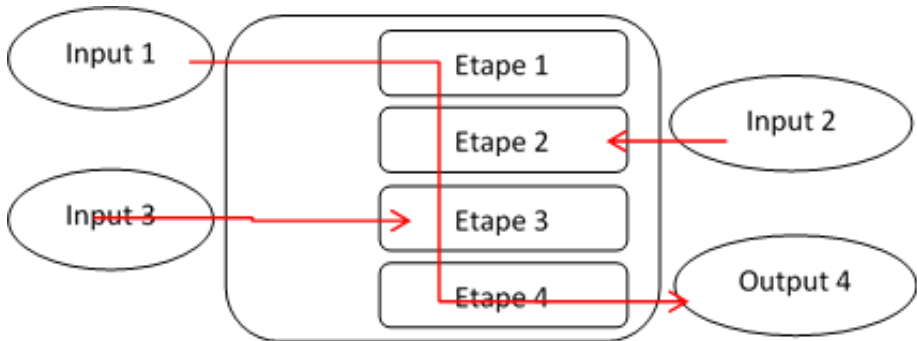 Input 1
Etape 1
Etape 2
Input 2
Input 3
Etape 3
Etape 4
Output 4